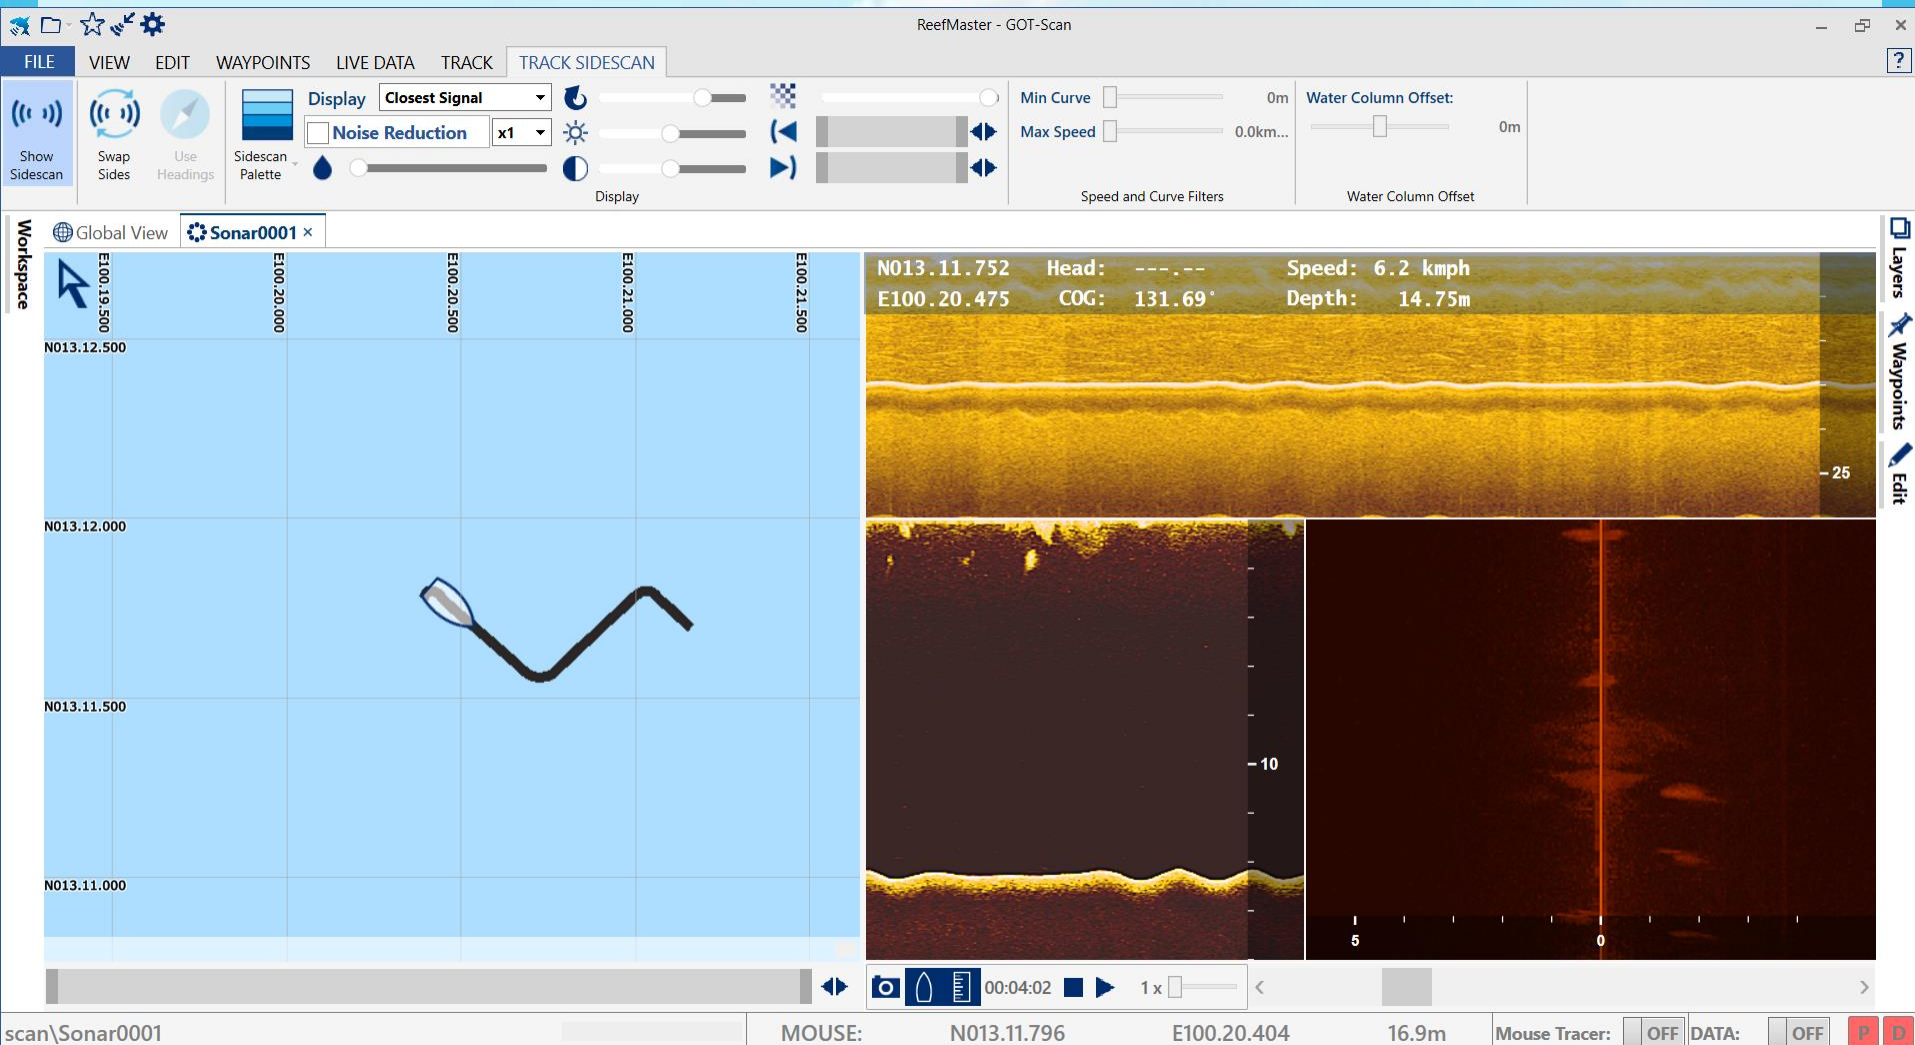 ReefMaster - GOT-Scan
FILE VIEW EDIT WAYPOINTS LIVE DATA TRACK TRACK SIDESCAN ?
Show Sidescan
Swap Sides
Use Headings
Sidescan Palette
Display Closest Signal
Noise Reduction x1
Display
Min Curve 0m
Max Speed 0.0km...
Speed and Curve Filters
Water Column Offset:
0m
Water Column Offset
Workspace
Global View Sonar0001 ×
E100.19.500
E100.20.000
E100.20.500
E100.21.000
E100.21.500
N013.12.500
N013.12.000
N013.11.500
N013.11.000
N013.11.752 Head: ---.-- Speed: 6.2 kmph
E100.20.475 COG: 131.69° Depth: 14.75m
25
10
5 0
Layers
Waypoints
Edit
00:04:02 1 x
scan\Sonar0001 MOUSE: N013.11.796 E100.20.404 16.9m Mouse Tracer: OFF DATA: OFF P D